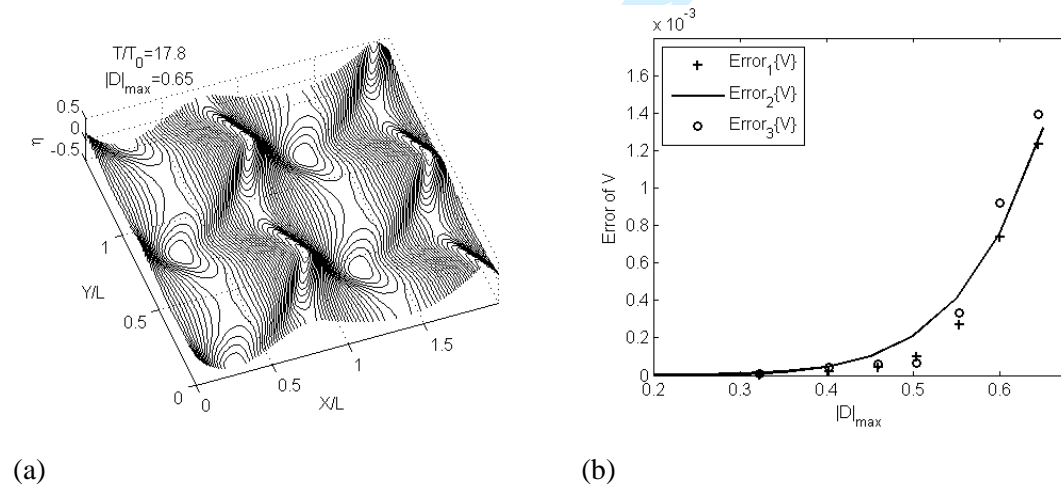 T/T0=17.8
|D|max=0.65
0.5
0
-0.5
η
1
0.5
0
Y/L
0
0.5
1
1.5
X/L
(a)
x 10-3
1.6
1.4
1.2
1
0.8
0.6
0.4
0.2
0
Error of V
Error1{V}
Error2{V}
Error3{V}
0.2
0.3
0.4
0.5
0.6
|D|max
(b)